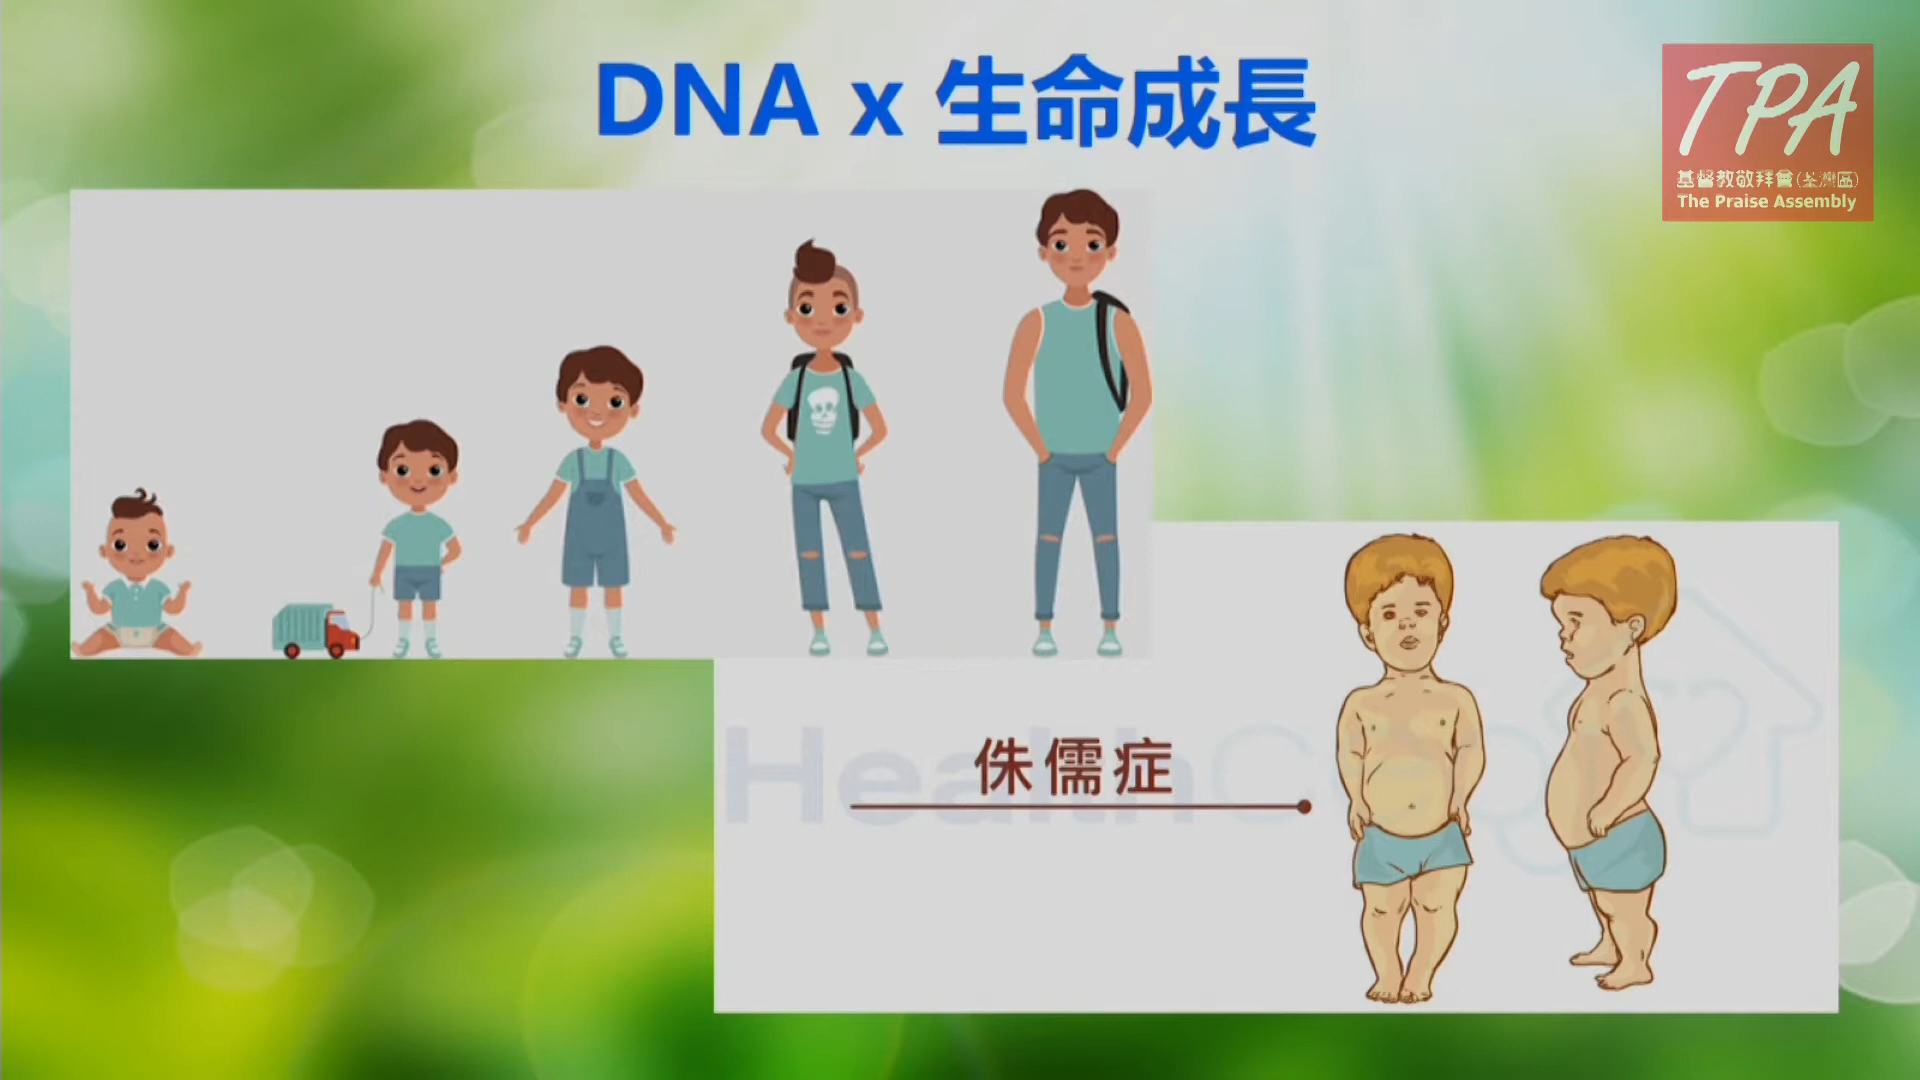 DNA x 生命成長
TPA
基督教敬拜會(荃灣區)
The Praise Assembly
侏儒症
Health